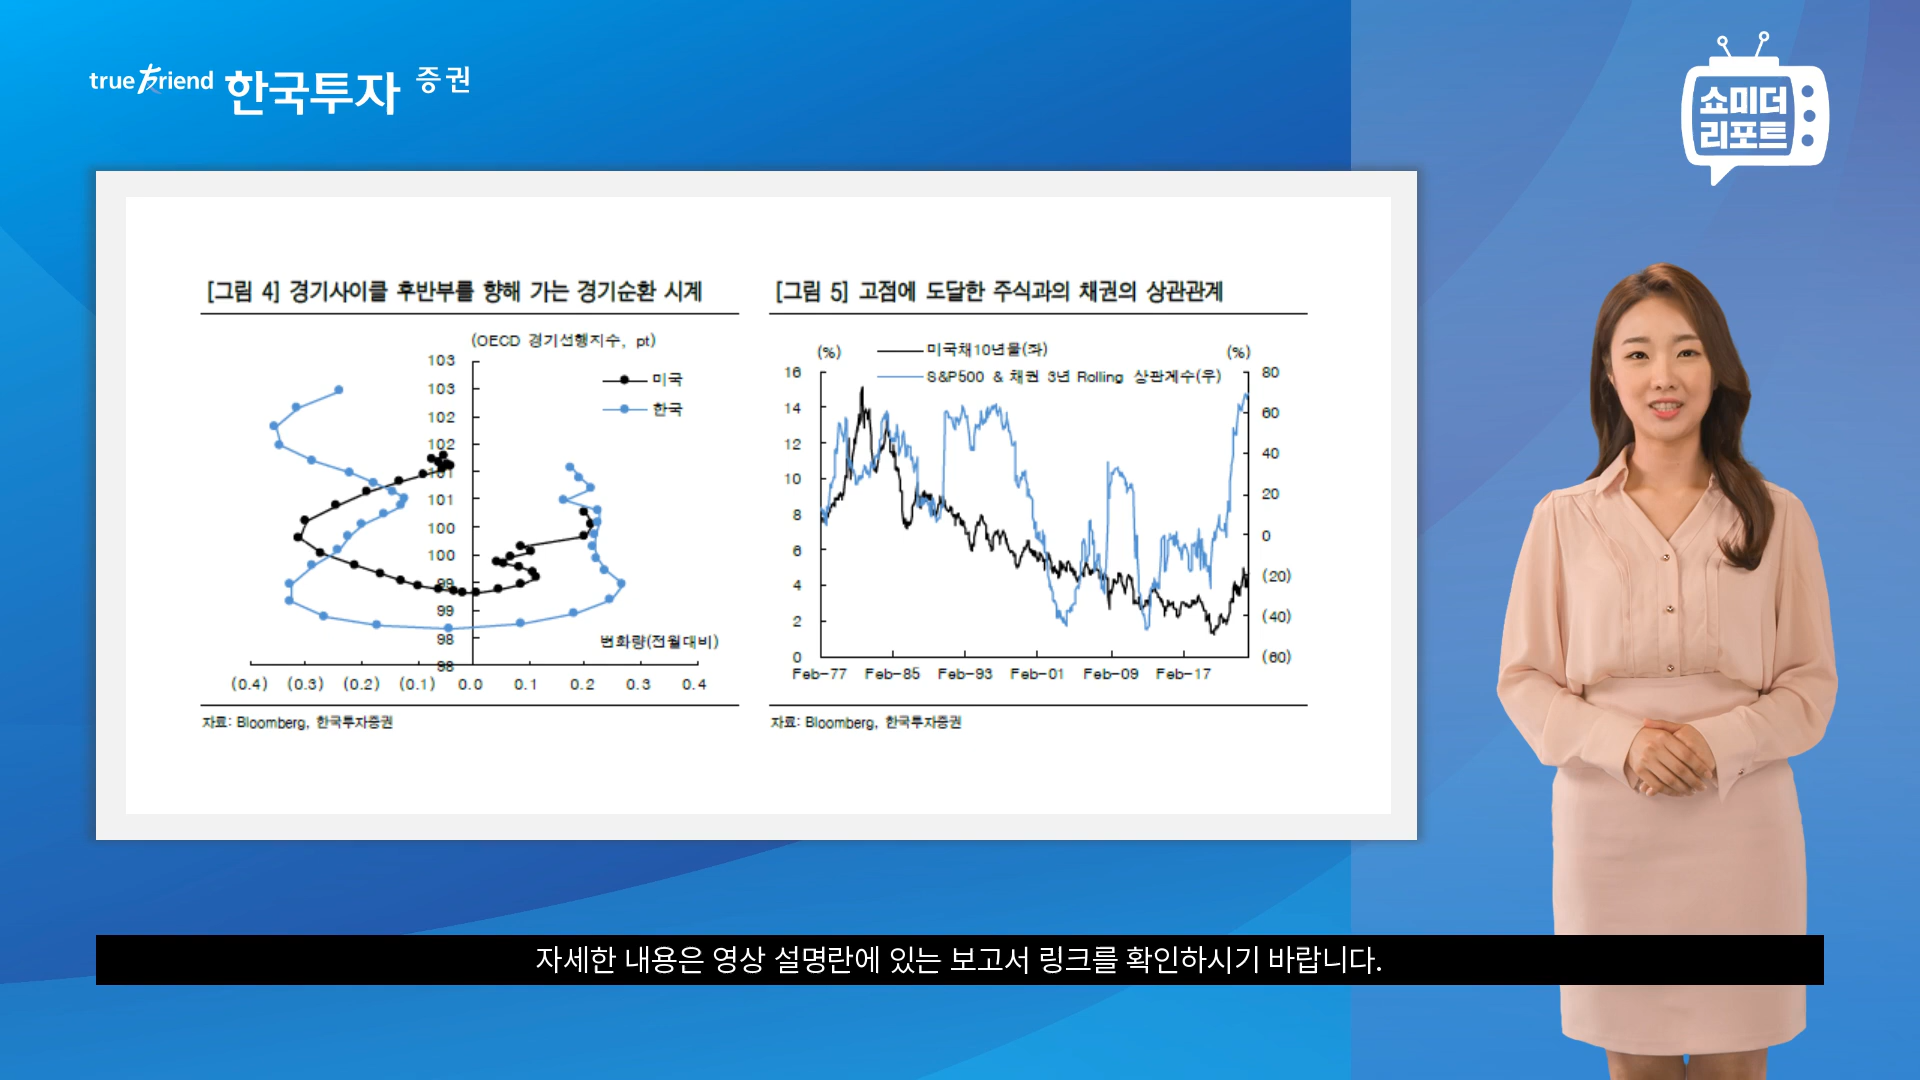 true friend 한국투자 증권
쇼미더
리포트
[그림 4] 경기사이클 후반부를 향해 가는 경기순환 시계
(OECD 경기선행지수, pt)
103
103
102
102
101
101
100
100
99
99
98
98
미국
한국
변화량(전월대비)
(0.4) (0.3) (0.2) (0.1) 0.0 0.1 0.2 0.3 0.4
자료: Bloomberg, 한국투자증권
[그림 5] 고점에 도달한 주식과의 채권의 상관관계
(%) 미국채10년물(좌) (%)
S&P500 & 채권 3년 Rolling 상관계수(우)
16 80
14 60
12 40
10 20
8 0
6 (20)
4 (40)
2
0 (60)
Feb-77 Feb-85 Feb-93 Feb-01 Feb-09 Feb-17
자료: Bloomberg, 한국투자증권
자세한 내용은 영상 설명란에 있는 보고서 링크를 확인하시기 바랍니다.